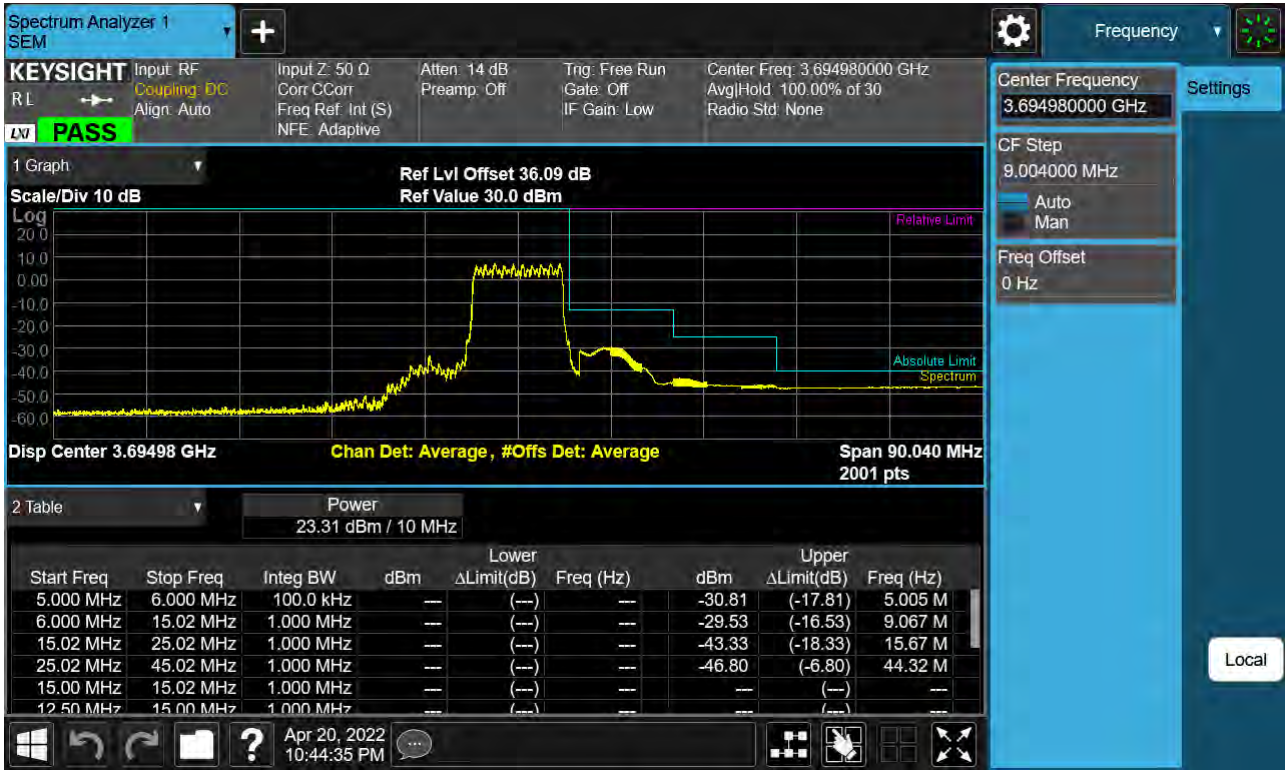 Spectrum Analyzer 1
SEM
+
Frequency
KEYSIGHT
RL
LXI
PASS
Input: RF
Coupling: DC
Align: Auto
Input Z: 50 Ω
Corr CCorr
Freq Ref: Int (S)
NFE: Adaptive
Atten: 14 dB
Preamp: Off
Trig: Free Run
Gate: Off
IF Gain: Low
Center Freq: 3.694980000 GHz
Avg|Hold: 100.00% of 30
Radio Std: None
1 Graph
Scale/Div 10 dB
Ref Lvl Offset 36.09 dB
Ref Value 30.0 dBm
Log
20.0
10.0
0.00
-10.0
-20.0
-30.0
-40.0
-50.0
-60.0
Relative Limit
Absolute Limit
Spectrum
Disp Center 3.69498 GHz
Chan Det: Average , #Offs Det: Average
Span 90.040 MHz
2001 pts
2 Table
Power
23.31 dBm / 10 MHz
Lower Upper
Start Freq Stop Freq Integ BW dBm ΔLimit(dB) Freq (Hz) dBm ΔLimit(dB) Freq (Hz)
5.000 MHz 6.000 MHz 100.0 kHz --- (---) --- -30.81 (-17.81) 5.005 M
6.000 MHz 15.02 MHz 1.000 MHz --- (---) --- -29.53 (-16.53) 9.067 M
15.02 MHz 25.02 MHz 1.000 MHz --- (---) --- -43.33 (-18.33) 15.67 M
25.02 MHz 45.02 MHz 1.000 MHz --- (---) --- -46.80 (-6.80) 44.32 M
15.00 MHz 15.02 MHz 1.000 MHz --- (---) --- --- (---) ---
12.50 MHz 15.00 MHz 1.000 MHz --- (---) --- --- (---) ---
Center Frequency
3.694980000 GHz
Settings
CF Step
9.004000 MHz
Auto
Man
Freq Offset
0 Hz
Local
?
Apr 20, 2022
10:44:35 PM